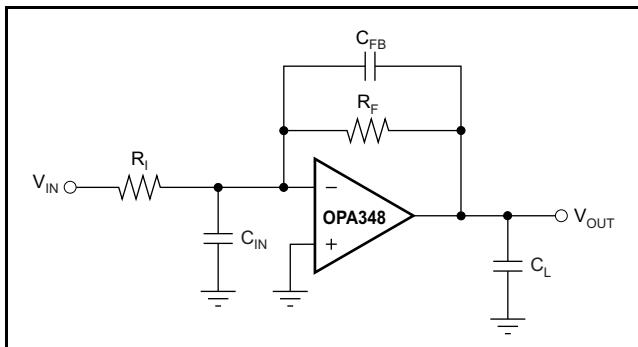 C_FB
R_F
R_I
V_IN
−
OPA348
+
V_OUT
C_IN
C_L